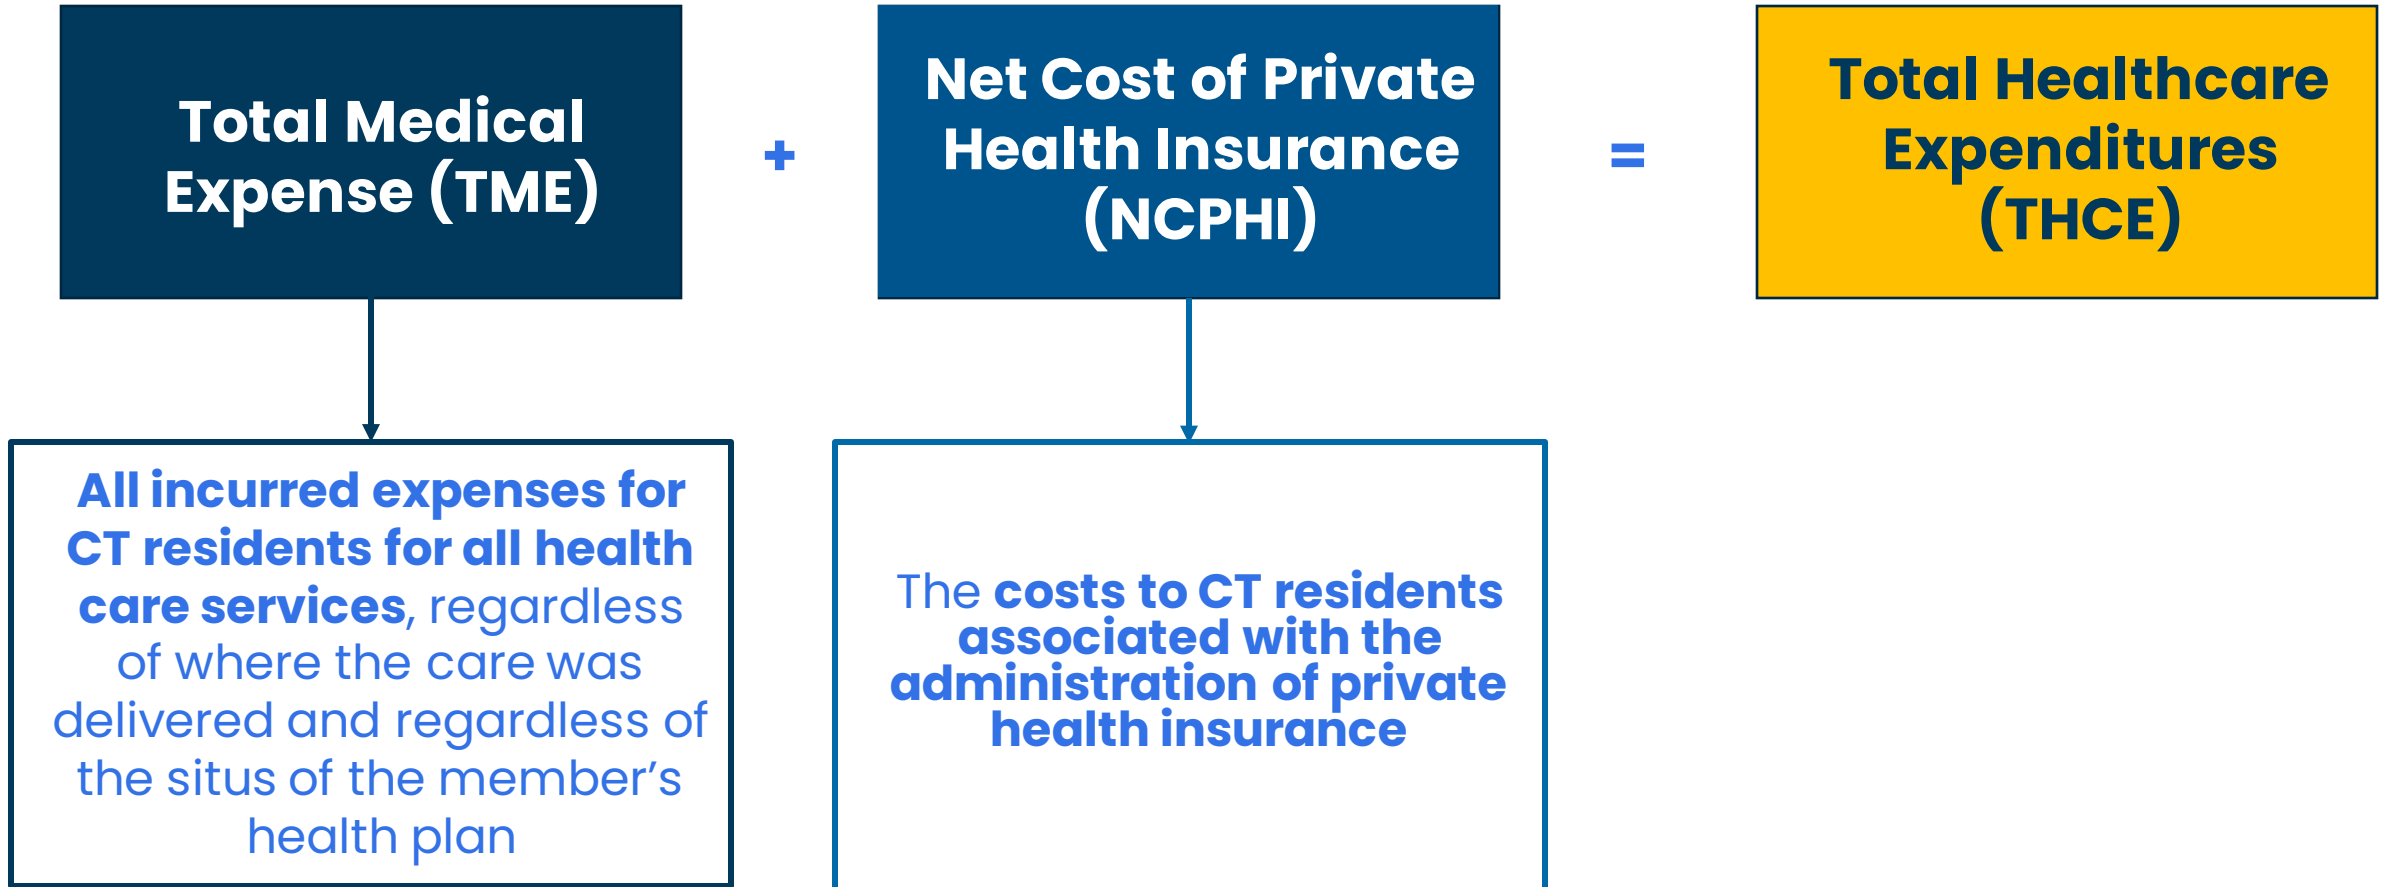 Total Medical
Expense (TME)
+
Net Cost of Private
Health Insurance
(NCPHI)
=
Total Healthcare
Expenditures
(THCE)
All incurred expenses for
CT residents for all health
care services, regardless
of where the care was
delivered and regardless of
the situs of the member’s
health plan
The costs to CT residents
associated with the
administration of private
health insurance